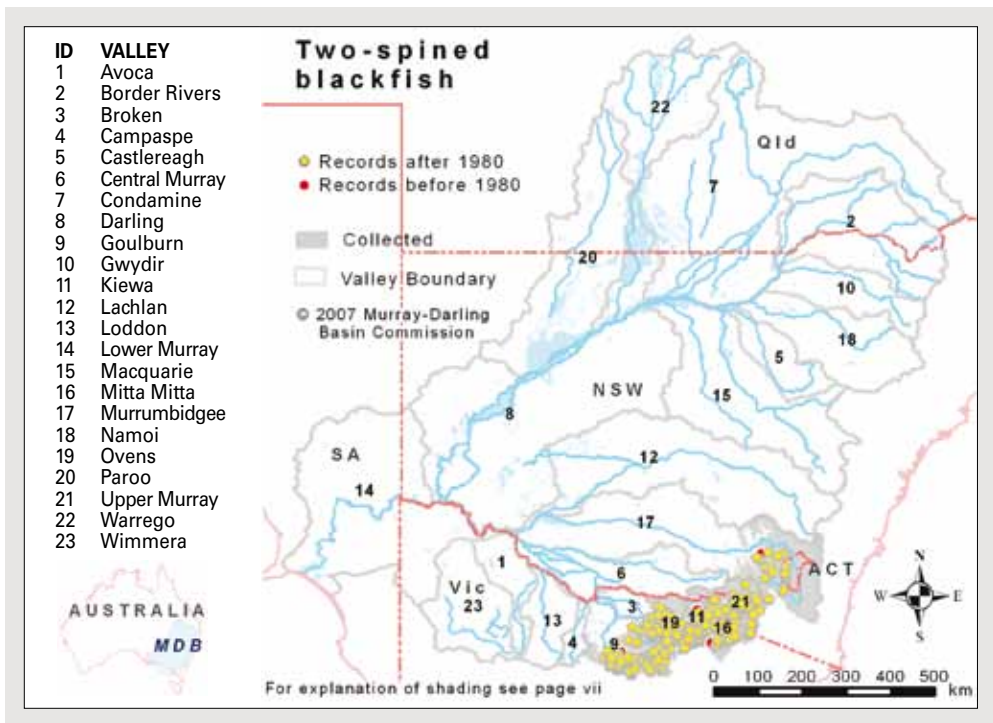 ID VALLEY
1 Avoca
2 Border Rivers
3 Broken
4 Campaspe
5 Castlereagh
6 Central Murray
7 Condamine
8 Darling
9 Goulburn
10 Gwydir
11 Kiewa
12 Lachlan
13 Loddon
14 Lower Murray
15 Macquarie
16 Mitta Mitta
17 Murrumbidgee
18 Namoi
19 Ovens
20 Paroo
21 Upper Murray
22 Warrego
23 Wimmera
AUSTRALIA
MDB
Two-spined
blackfish
Records after 1980
Records before 1980
Collected
Valley Boundary
© 2007 Murray-Darling
Basin Commission
22
Qld
7
2
20
10
18
5
NSW
15
8
SA
14
12
17
1
6
ACT
Vic
23
13
4
3
9
19
11
16
21
N
W E
S
For explanation of shading see page vii
0 100 200 300 400 500
km